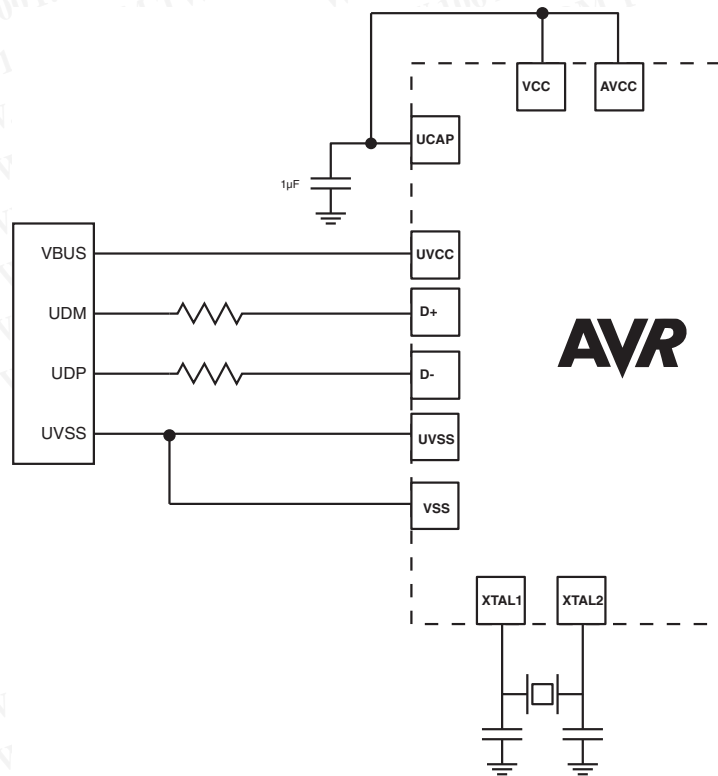 VCC
AVCC
UCAP
1µF
VBUS
UVCC
UDM
D+
AVR
UDP
D-
UVSS
UVSS
VSS
XTAL1
XTAL2